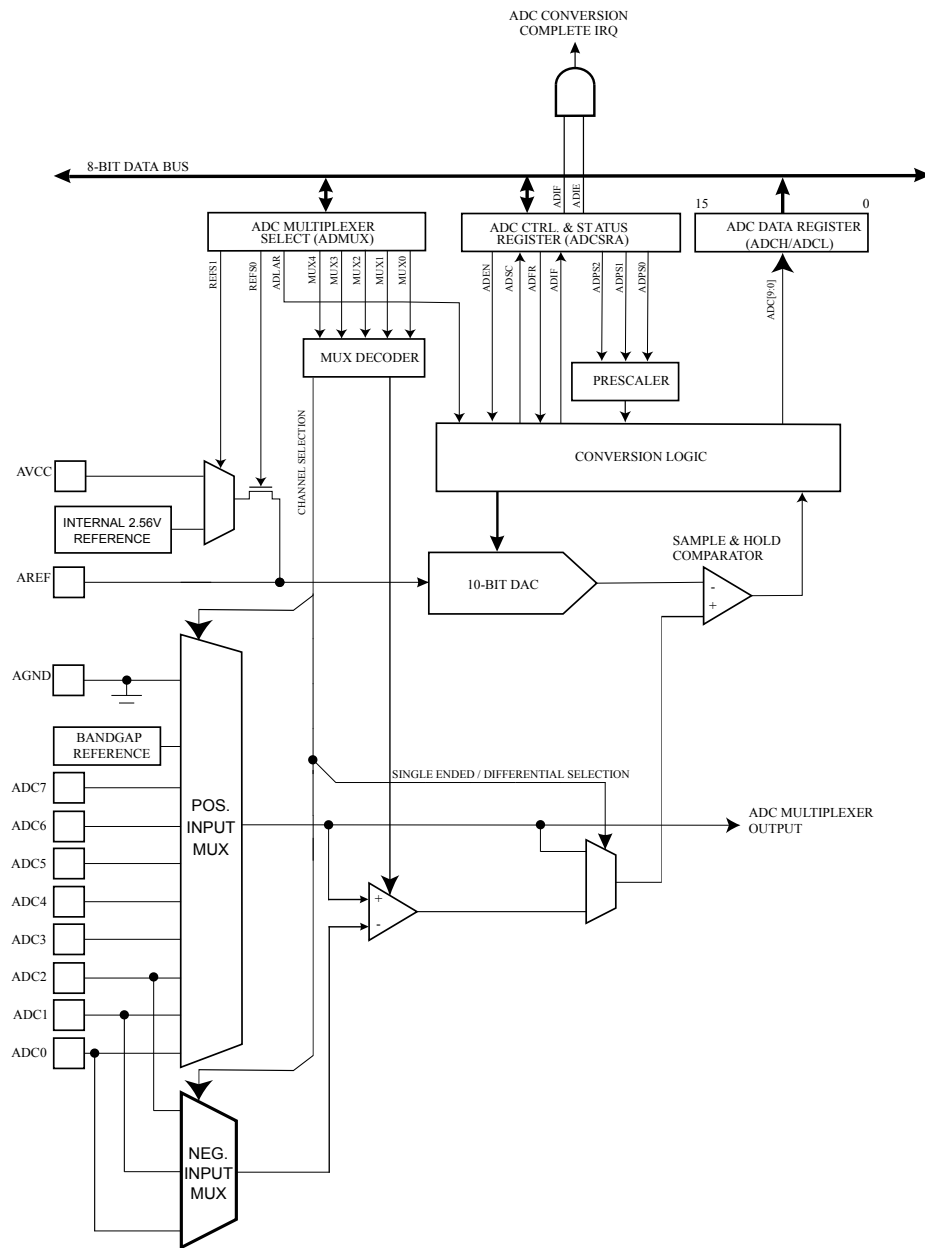 ADC CONVERSION
COMPLETE IRQ
8-BIT DATA BUS
ADIF
ADIE
15
0
ADC MULTIPLEXER
SELECT (ADMUX)
ADC CTRL. & STATUS
REGISTER (ADCSRA)
ADC DATA REGISTER
(ADCH/ADCL)
REFS1
REFS0
ADLAR
MUX4
MUX3
MUX2
MUX1
MUX0
ADEN
ADSC
ADFR
ADIF
ADPS2
ADPS1
ADPS0
ADC[9:0]
MUX DECODER
PRESCALER
CHANNEL SELECTION
CONVERSION LOGIC
AVCC
INTERNAL 2.56V
REFERENCE
SAMPLE & HOLD
COMPARATOR
AREF
10-BIT DAC
-
+
AGND
BANDGAP
REFERENCE
SINGLE ENDED / DIFFERENTIAL SELECTION
ADC7
ADC6
ADC5
ADC4
ADC3
ADC2
ADC1
ADC0
POS.
INPUT
MUX
ADC MULTIPLEXER
OUTPUT
+
-
NEG.
INPUT
MUX